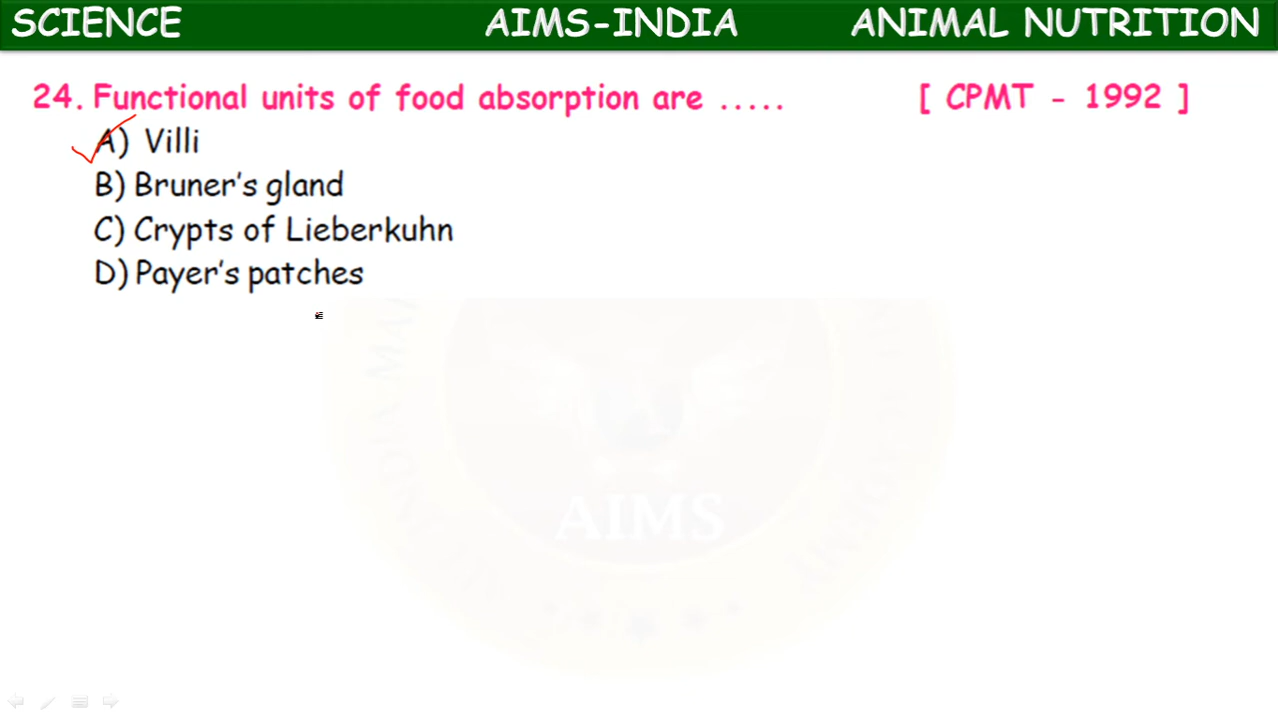 SCIENCE AIMS-INDIA ANIMAL NUTRITION
24. Functional units of food absorption are ..... [ CPMT - 1992 ]
A) Villi
B) Bruner's gland
C) Crypts of Lieberkuhn
D) Payer's patches
AIMS